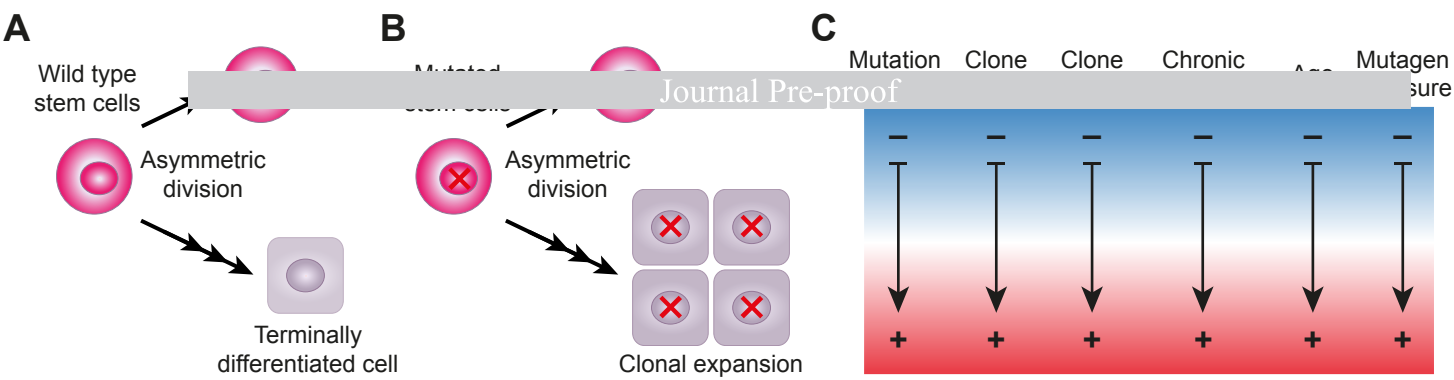 A
Wild type
stem cells
Asymmetric
division
Terminally
differentiated cell
B
Asymmetric
division
Clonal expansion
C
Mutation
Clone
Clone
Chronic
Mutagen
Journal Pre-proof
− − − − − −
+ + + + + +